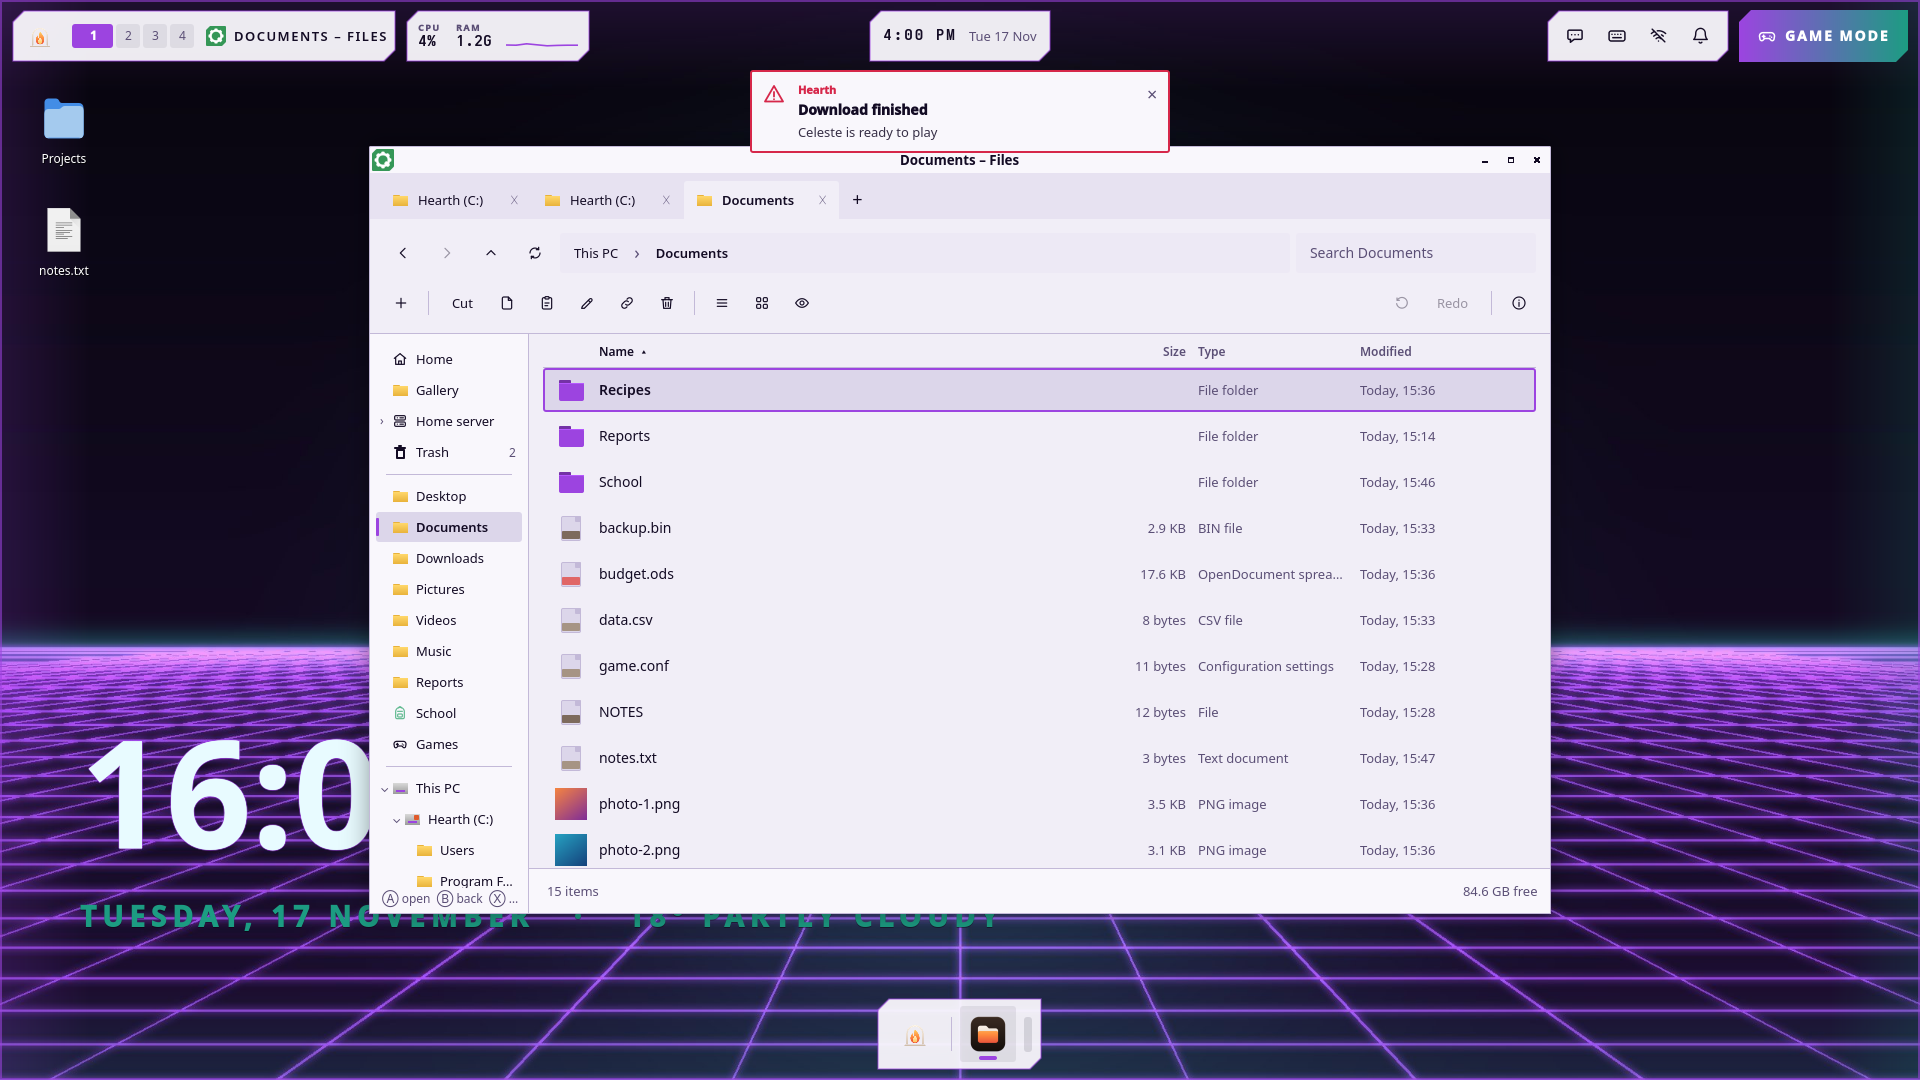 1 2 3 4 DOCUMENTS – FILES
CPU RAM
4% 1.2G
4:00 PM Tue 17 Nov
GAME MODE
Hearth
Download finished
Celeste is ready to play
Projects
notes.txt
Documents – Files
Hearth (C:) Hearth (C:) Documents
This PC › Documents
Search Documents
Cut
Redo
Home
Gallery
Home server
Trash 2
Desktop
Documents
Downloads
Pictures
Videos
Music
Reports
School
Games
This PC
Hearth (C:)
Users
Program F...
A open B back X ...
Name Size Type Modified
Recipes File folder Today, 15:36
Reports File folder Today, 15:14
School File folder Today, 15:46
backup.bin 2.9 KB BIN file Today, 15:33
budget.ods 17.6 KB OpenDocument sprea... Today, 15:36
data.csv 8 bytes CSV file Today, 15:33
game.conf 11 bytes Configuration settings Today, 15:28
NOTES 12 bytes File Today, 15:28
notes.txt 3 bytes Text document Today, 15:47
photo-1.png 3.5 KB PNG image Today, 15:36
photo-2.png 3.1 KB PNG image Today, 15:36
15 items 84.6 GB free
16:0
TUESDAY, 17 NOVEMBER · 18° PARTLY CLOUDY